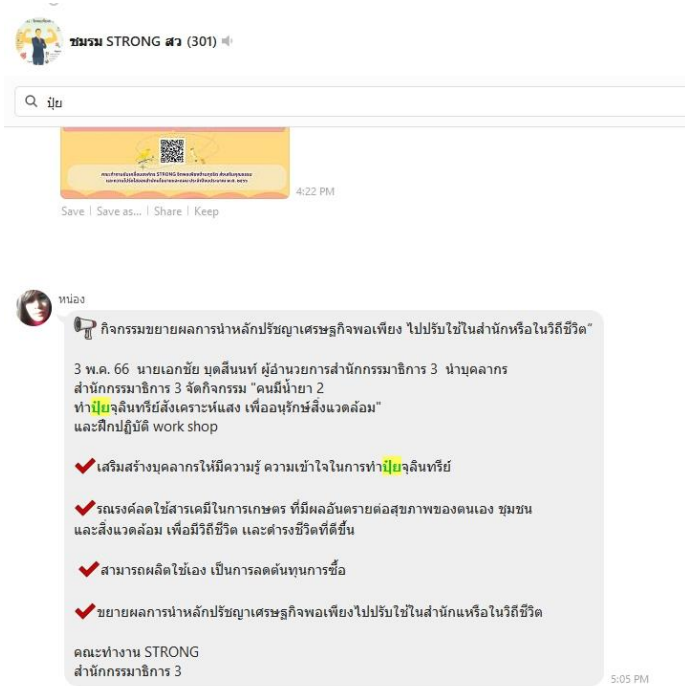 ชมรม STRONG สว (301)
ปุ๋ย
4:22 PM
Save | Save as... | Share | Keep
หน่อง
กิจกรรมขยายผลการนำหลักปรัชญาเศรษฐกิจพอเพียง ไปปรับใช้ในสำนักหรือในวิถีชีวิต"
3 พ.ค. 66 นายเอกชัย บุดสีนนท์ ผู้อำนวยการสำนักกรรมาธิการ 3 นำบุคลากร
สำนักกรรมาธิการ 3 จัดกิจกรรม "คนมีน้ำยา 2
ทำปุ๋ยจุลินทรีย์สังเคราะห์แสง เพื่ออนุรักษ์สิ่งแวดล้อม"
และฝึกปฏิบัติ work shop
เสริมสร้างบุคลากรให้มีความรู้ ความเข้าใจในการทำปุ๋ยจุลินทรีย์
รณรงค์ลดใช้สารเคมีในการเกษตร ที่มีผลอันตรายต่อสุขภาพของตนเอง ชุมชน
และสิ่งแวดล้อม เพื่อมีวิถีชีวิต และดำรงชีวิตที่ดีขึ้น
สามารถผลิตใช้เอง เป็นการลดต้นทุนการซื้อ
ขยายผลการนำหลักปรัชญาเศรษฐกิจพอเพียงไปปรับใช้ในสำนักแหรือในวิถีชีวิต
คณะทำงาน STRONG
สำนักกรรมาธิการ 3
5:05 PM